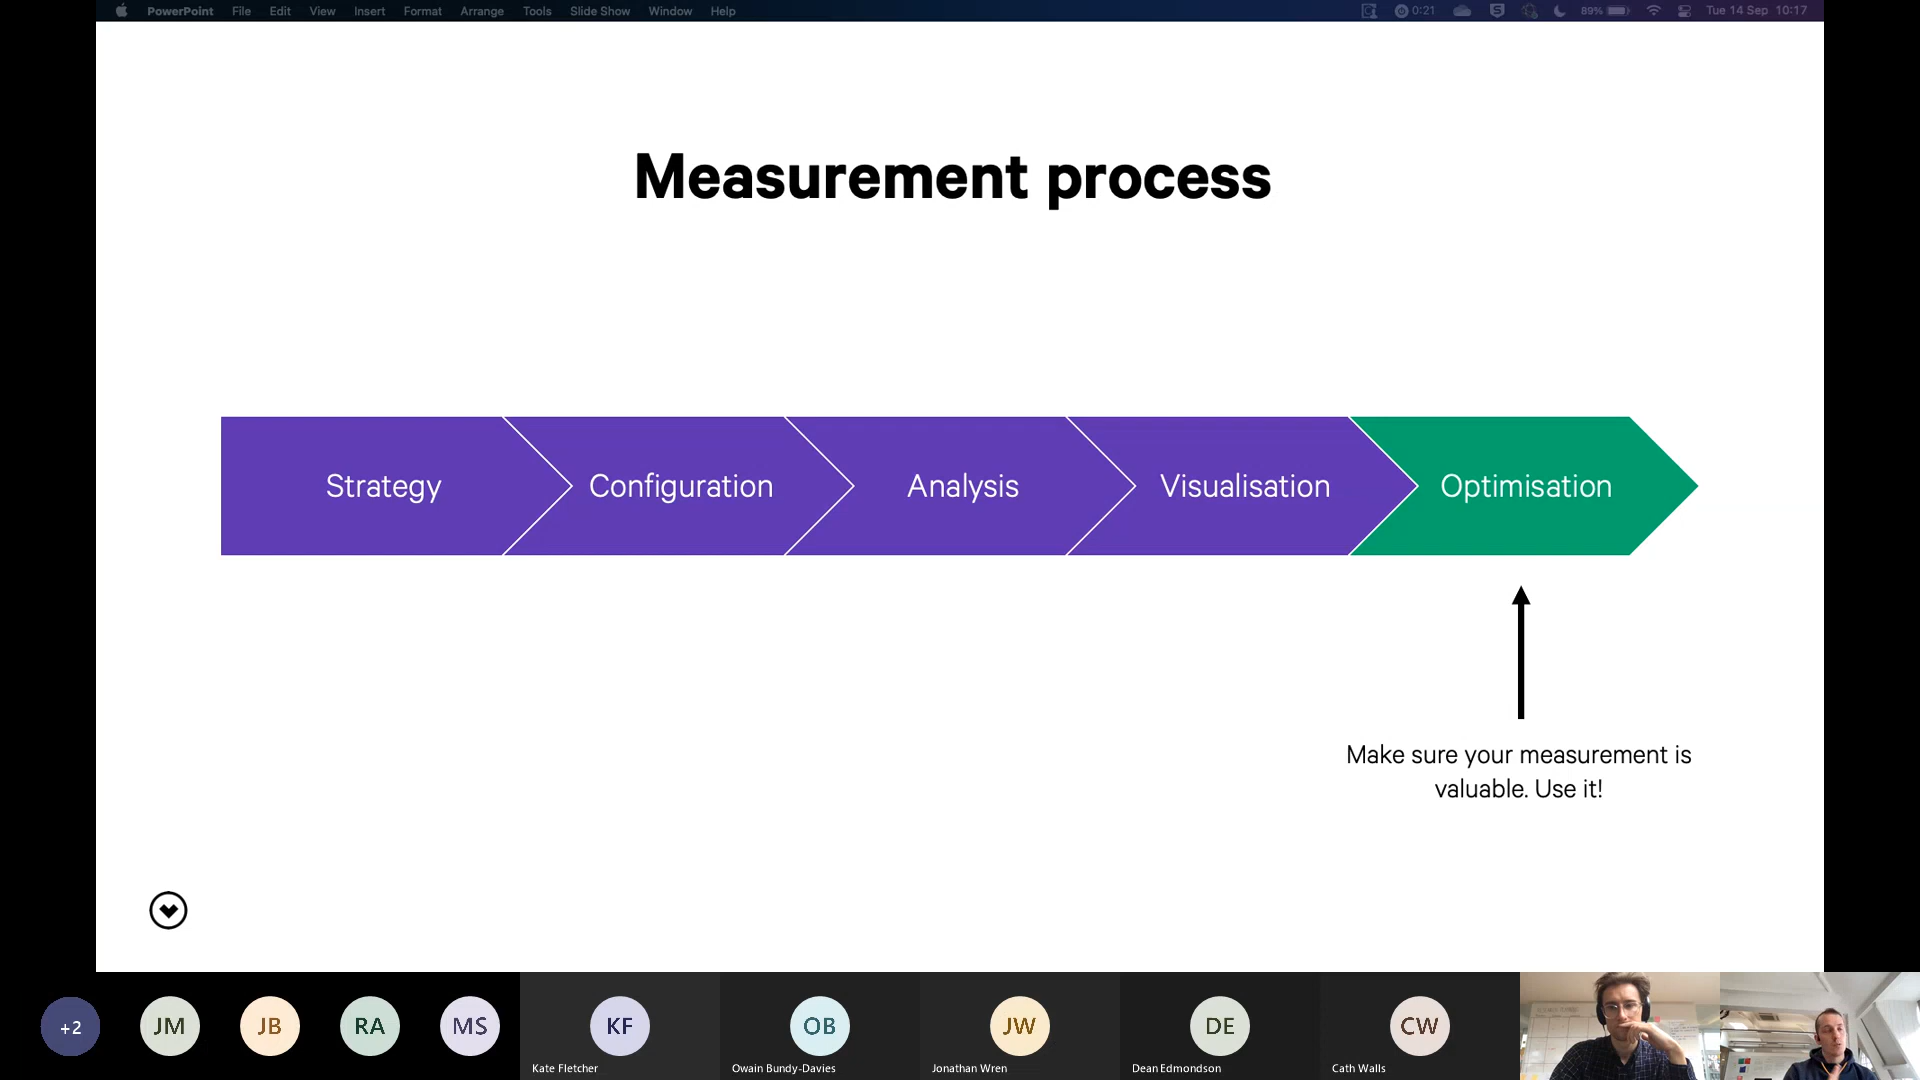 PowerPoint File Edit View Insert Format Arrange Tools Slide Show Window Help 0:21 89% Tue 14 Sep 10:17
Measurement process
Strategy Configuration Analysis Visualisation Optimisation
Make sure your measurement is
valuable. Use it!
+2 JM JB RA MS KF OB JW DE CW
Kate Fletcher Owain Bundy-Davies Jonathan Wren Dean Edmondson Cath Walls